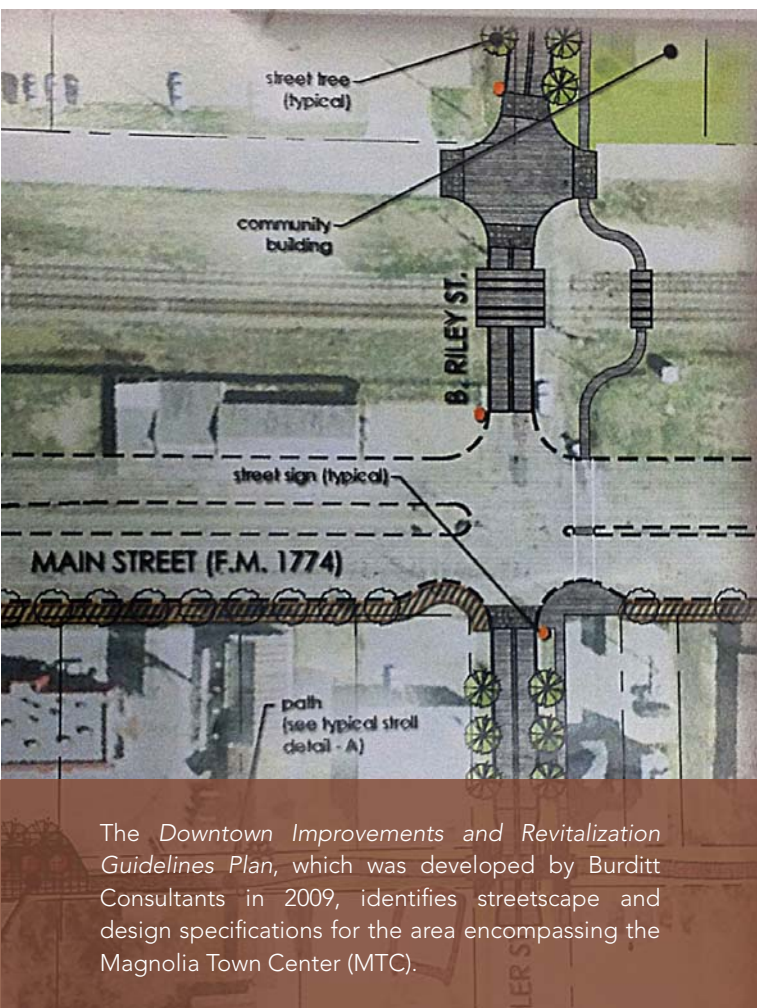 street tree
(typical)
community
building
B. RILEY ST.
street sign (typical)
MAIN STREET (F.M. 1774)
path
(see typical stroll
detail - A)
The Downtown Improvements and Revitalization
Guidelines Plan, which was developed by Burditt
Consultants in 2009, identifies streetscape and
design specifications for the area encompassing the
Magnolia Town Center (MTC).